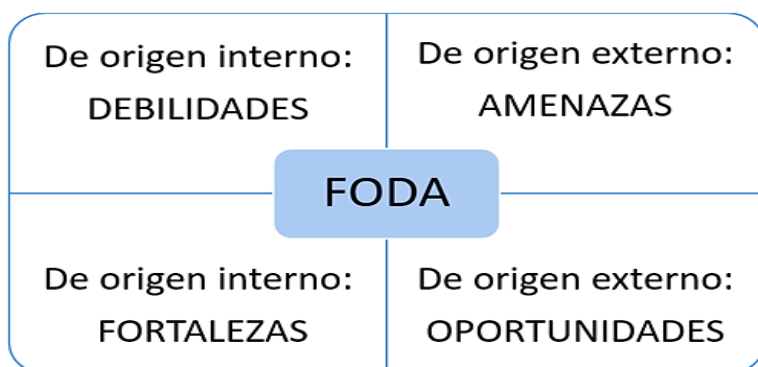 De origen interno:
DEBILIDADES
De origen externo:
AMENAZAS
FODA
De origen interno:
FORTALEZAS
De origen externo:
OPORTUNIDADES